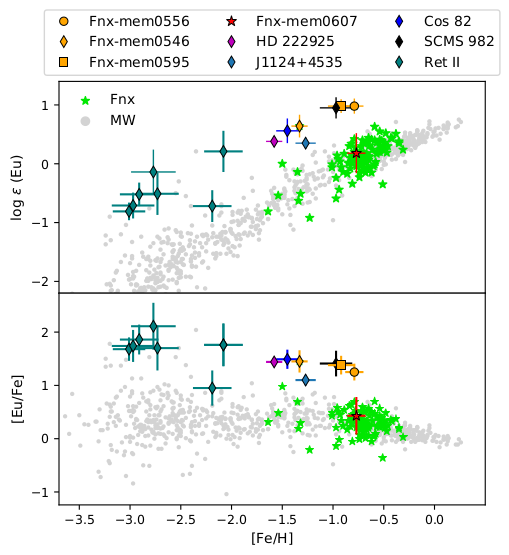 Fnx-mem0556 Fnx-mem0607 Cos 82
Fnx-mem0546 HD 222925 SCMS 982
Fnx-mem0595 J1124+4535 Ret II
Fnx
MW
log ε (Eu)
1
0
−1
−2
[Eu/Fe]
2
1
0
−1
−3.5 −3.0 −2.5 −2.0 −1.5 −1.0 −0.5 0.0
[Fe/H]